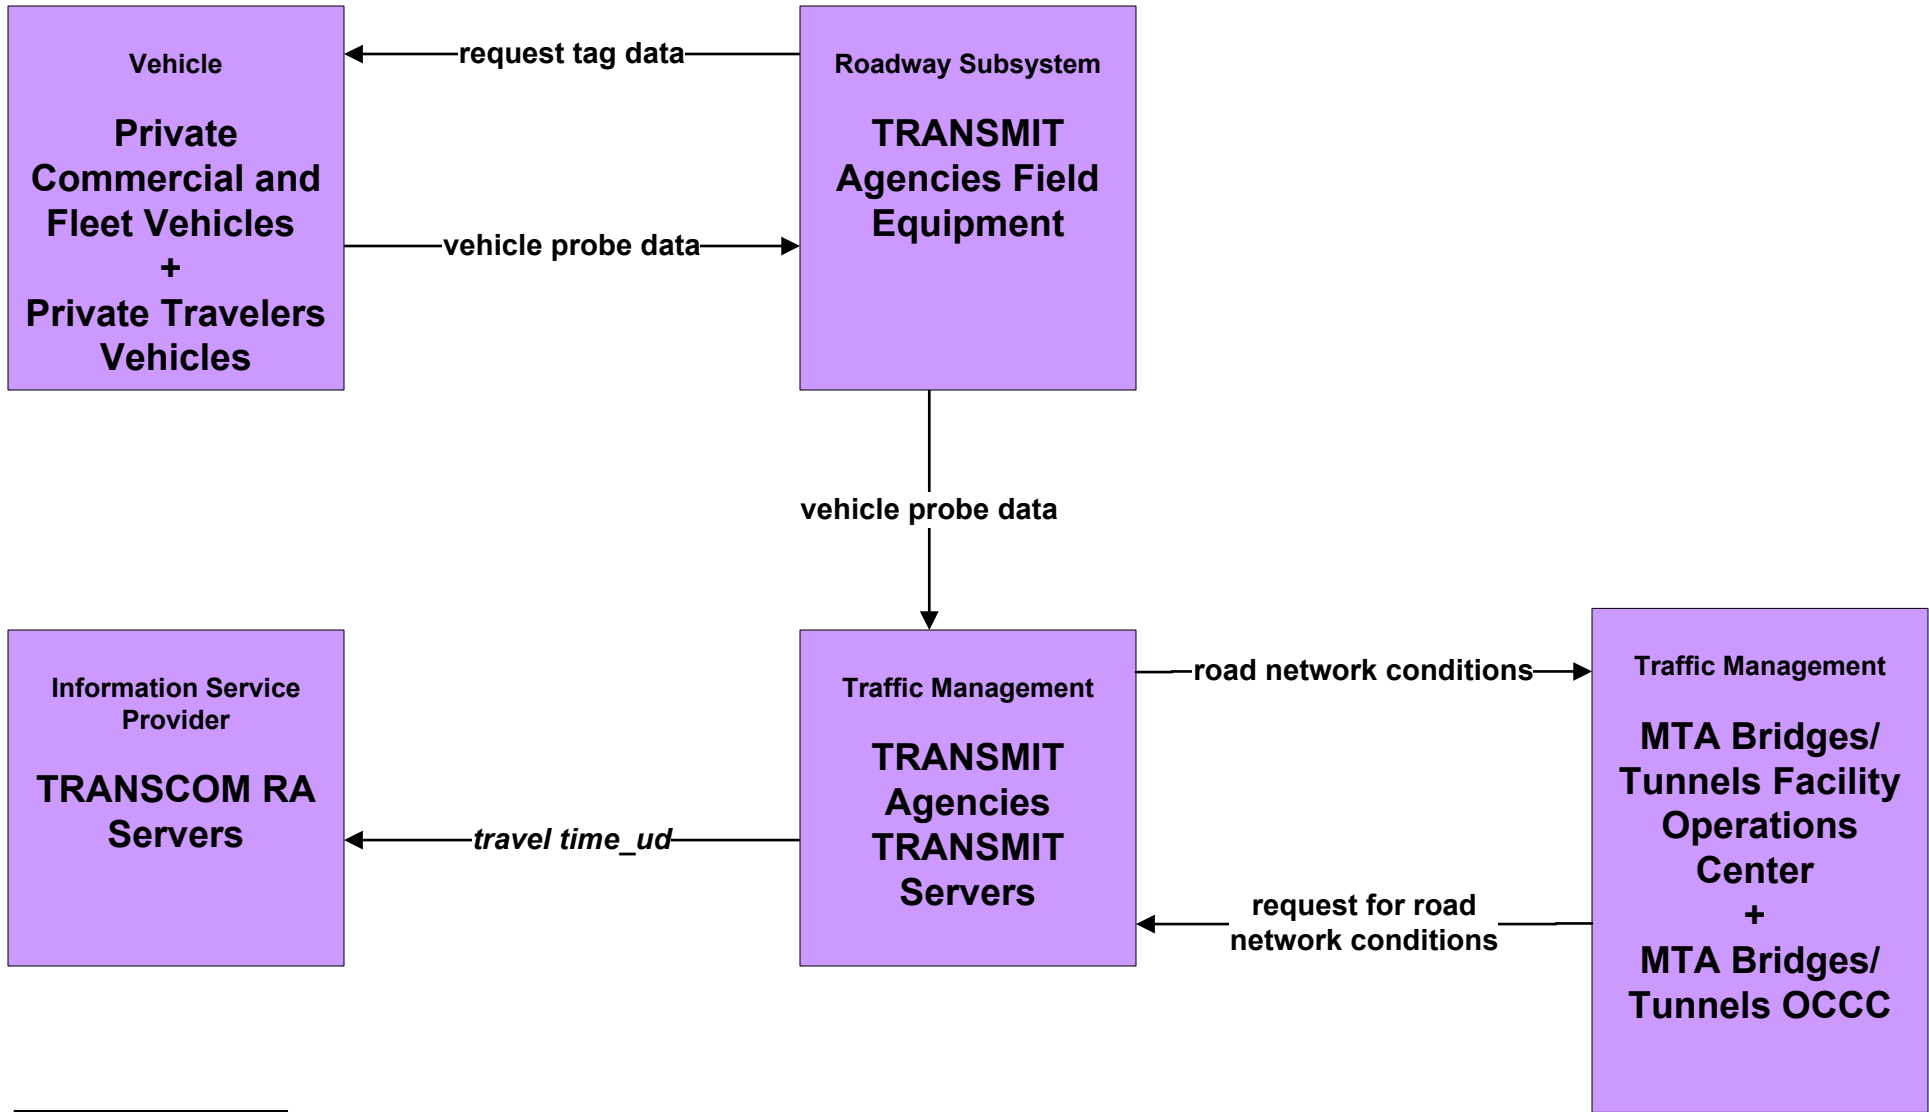 Vehicle
Private
Commercial and
Fleet Vehicles
+
Private Travelers
Vehicles
request tag data
vehicle probe data
Roadway Subsystem
TRANSMIT
Agencies Field
Equipment
vehicle probe data
Information Service
Provider
TRANSCOM RA
Servers
travel time_ud
Traffic Management
TRANSMIT
Agencies
TRANSMIT
Servers
road network conditions
request for road
network conditions
Traffic Management
MTA Bridges/
Tunnels Facility
Operations
Center
+
MTA Bridges/
Tunnels OCCC